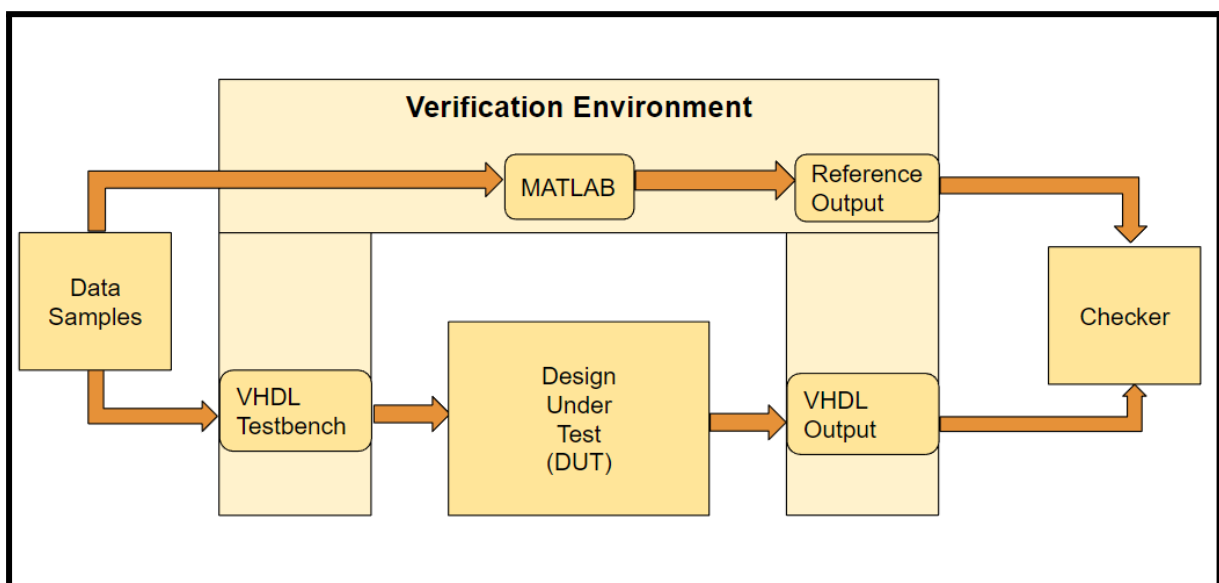 Verification Environment
MATLAB
Reference
Output
Data
Samples
Checker
VHDL
Testbench
Design
Under
Test
(DUT)
VHDL
Output